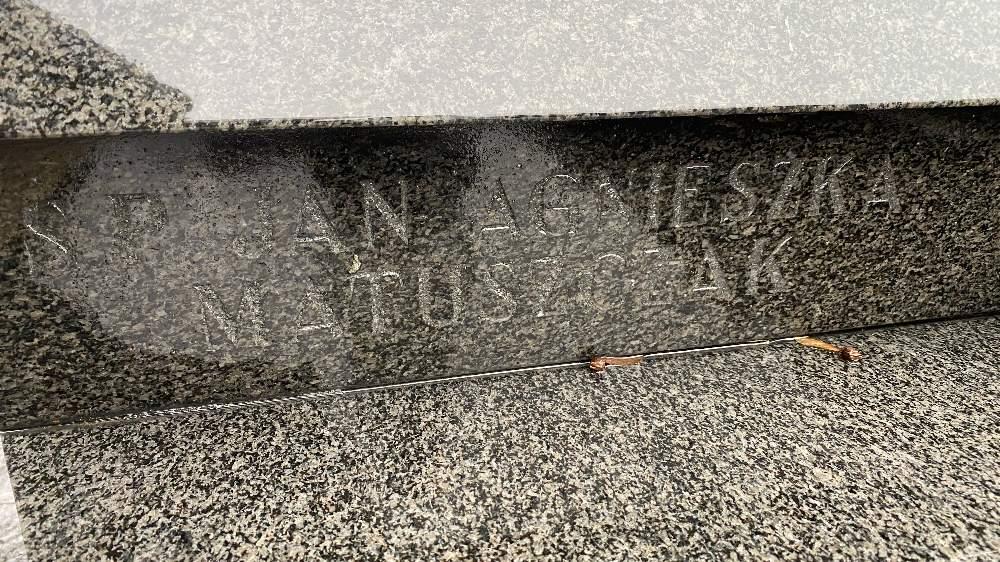 S.P. JAN AGNIESZKA
MATUSZCZAK